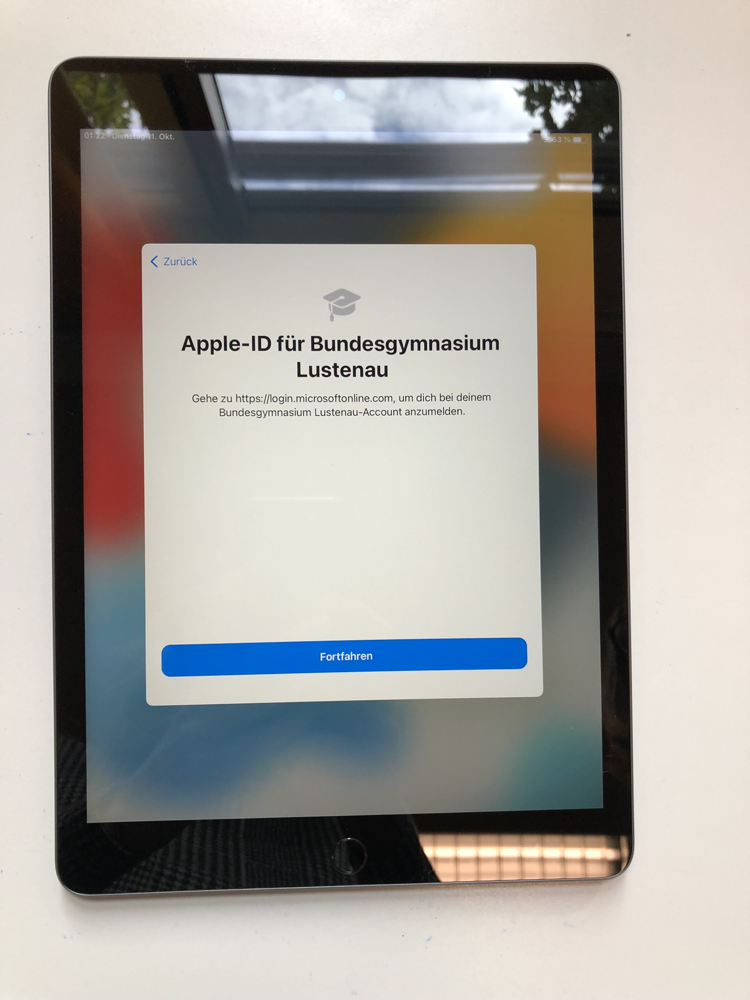 01:22 Dienstag 11. Okt.
63 %
Zurück
Apple-ID für Bundesgymnasium
Lustenau
Gehe zu https://login.microsoftonline.com, um dich bei deinem
Bundesgymnasium Lustenau-Account anzumelden.
Fortfahren